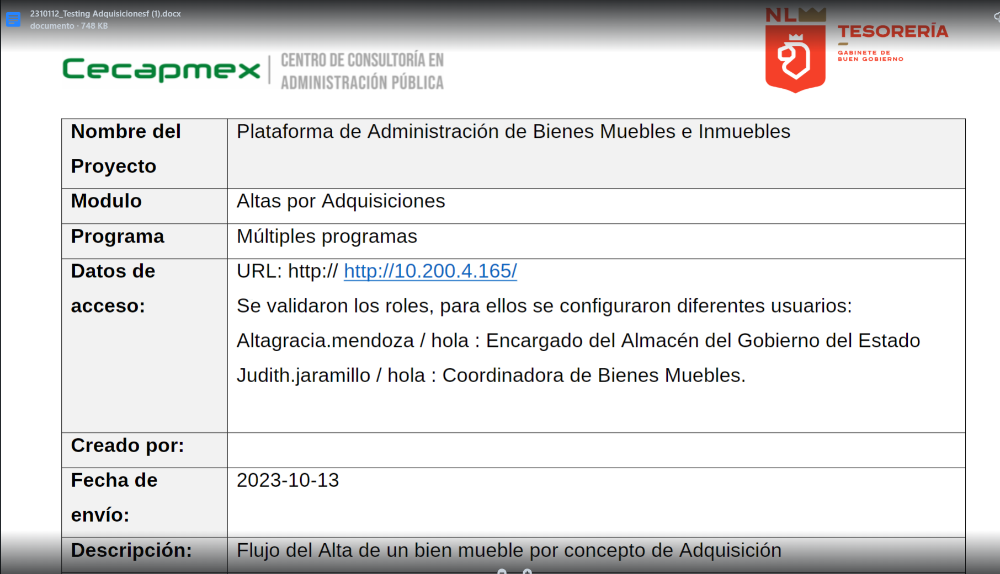 2310112_Testing Adquisicionesf (1).docx
documento · 748 KB
NL
TESORERÍA
GABINETE DE
BUEN GOBIERNO
Cecapmex
CENTRO DE CONSULTORÍA EN
ADMINISTRACIÓN PÚBLICA
Nombre del
Proyecto
Plataforma de Administración de Bienes Muebles e Inmuebles
Modulo
Altas por Adquisiciones
Programa
Múltiples programas
Datos de
acceso:
URL: http:// http://10.200.4.165/
Se validaron los roles, para ellos se configuraron diferentes usuarios:
Altagracia.mendoza / hola : Encargado del Almacén del Gobierno del Estado
Judith.jaramillo / hola : Coordinadora de Bienes Muebles.
Creado por:
Fecha de
envío:
2023-10-13
Descripción:
Flujo del Alta de un bien mueble por concepto de Adquisición